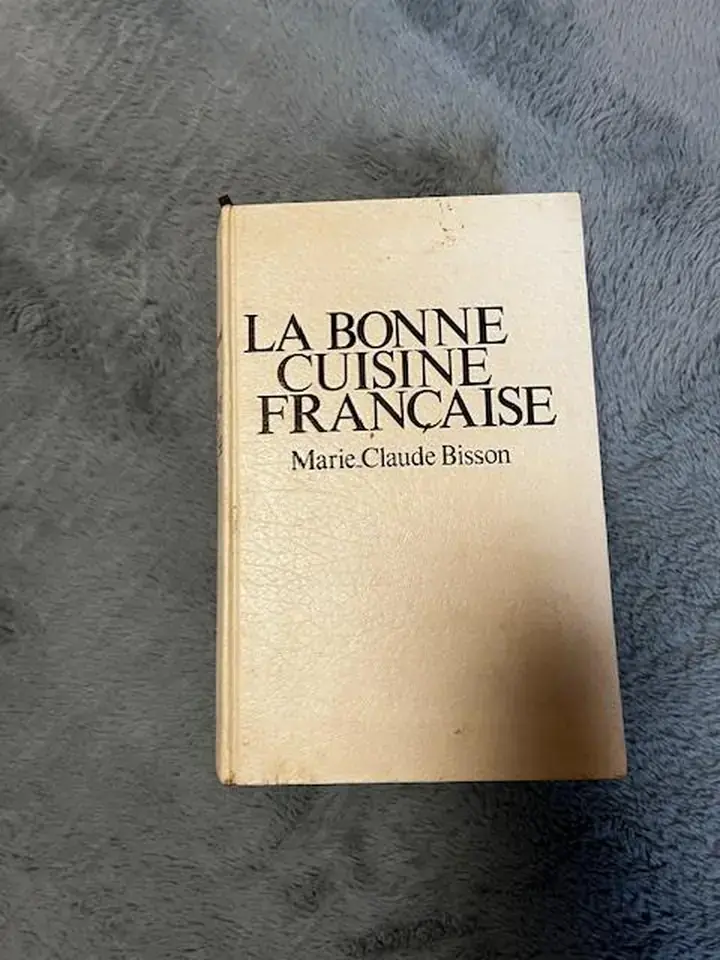 LA BONNE
CUISINE
FRANÇAISE
Marie-Claude Bisson